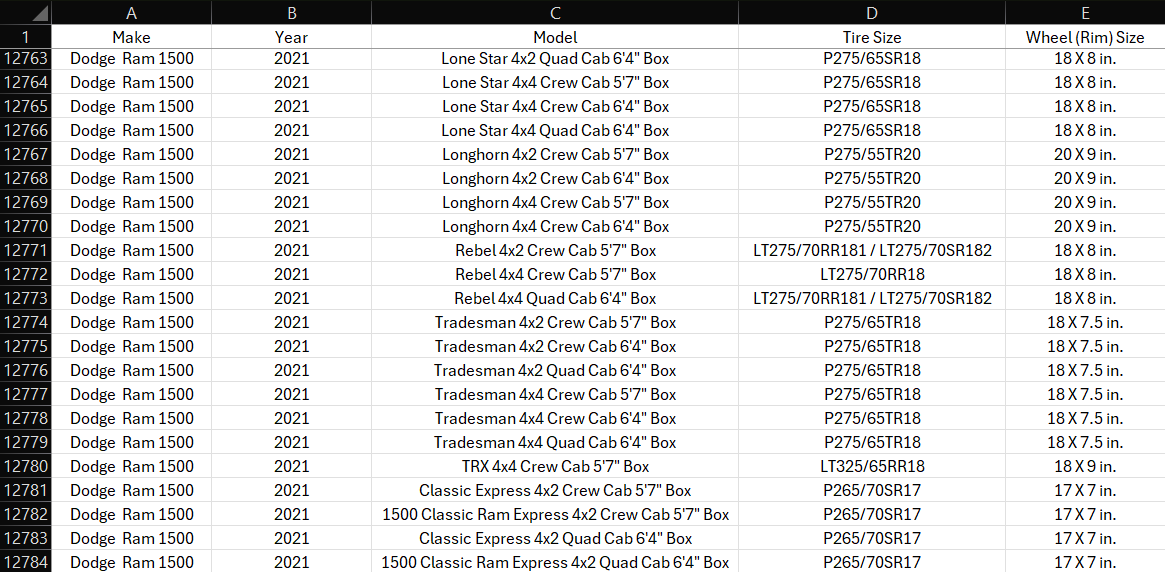 A B C D E
1 Make Year Model Tire Size Wheel (Rim) Size
12763 Dodge Ram 1500 2021 Lone Star 4x2 Quad Cab 6'4" Box P275/65SR18 18 X 8 in.
12764 Dodge Ram 1500 2021 Lone Star 4x4 Crew Cab 5'7" Box P275/65SR18 18 X 8 in.
12765 Dodge Ram 1500 2021 Lone Star 4x4 Crew Cab 6'4" Box P275/65SR18 18 X 8 in.
12766 Dodge Ram 1500 2021 Lone Star 4x4 Quad Cab 6'4" Box P275/65SR18 18 X 8 in.
12767 Dodge Ram 1500 2021 Longhorn 4x2 Crew Cab 5'7" Box P275/55TR20 20 X 9 in.
12768 Dodge Ram 1500 2021 Longhorn 4x2 Crew Cab 6'4" Box P275/55TR20 20 X 9 in.
12769 Dodge Ram 1500 2021 Longhorn 4x4 Crew Cab 5'7" Box P275/55TR20 20 X 9 in.
12770 Dodge Ram 1500 2021 Longhorn 4x4 Crew Cab 6'4" Box P275/55TR20 20 X 9 in.
12771 Dodge Ram 1500 2021 Rebel 4x2 Crew Cab 5'7" Box LT275/70RR181 / LT275/70SR182 18 X 8 in.
12772 Dodge Ram 1500 2021 Rebel 4x4 Crew Cab 5'7" Box LT275/70RR18 18 X 8 in.
12773 Dodge Ram 1500 2021 Rebel 4x4 Quad Cab 6'4" Box LT275/70RR181 / LT275/70SR182 18 X 8 in.
12774 Dodge Ram 1500 2021 Tradesman 4x2 Crew Cab 5'7" Box P275/65TR18 18 X 7.5 in.
12775 Dodge Ram 1500 2021 Tradesman 4x2 Crew Cab 6'4" Box P275/65TR18 18 X 7.5 in.
12776 Dodge Ram 1500 2021 Tradesman 4x2 Quad Cab 6'4" Box P275/65TR18 18 X 7.5 in.
12777 Dodge Ram 1500 2021 Tradesman 4x4 Crew Cab 5'7" Box P275/65TR18 18 X 7.5 in.
12778 Dodge Ram 1500 2021 Tradesman 4x4 Crew Cab 6'4" Box P275/65TR18 18 X 7.5 in.
12779 Dodge Ram 1500 2021 Tradesman 4x4 Quad Cab 6'4" Box P275/65TR18 18 X 7.5 in.
12780 Dodge Ram 1500 2021 TRX 4x4 Crew Cab 5'7" Box LT325/65RR18 18 X 9 in.
12781 Dodge Ram 1500 2021 Classic Express 4x2 Crew Cab 5'7" Box P265/70SR17 17 X 7 in.
12782 Dodge Ram 1500 2021 1500 Classic Ram Express 4x2 Crew Cab 5'7" Box P265/70SR17 17 X 7 in.
12783 Dodge Ram 1500 2021 Classic Express 4x2 Quad Cab 6'4" Box P265/70SR17 17 X 7 in.
12784 Dodge Ram 1500 2021 1500 Classic Ram Express 4x2 Quad Cab 6'4" Box P265/70SR17 17 X 7 in.